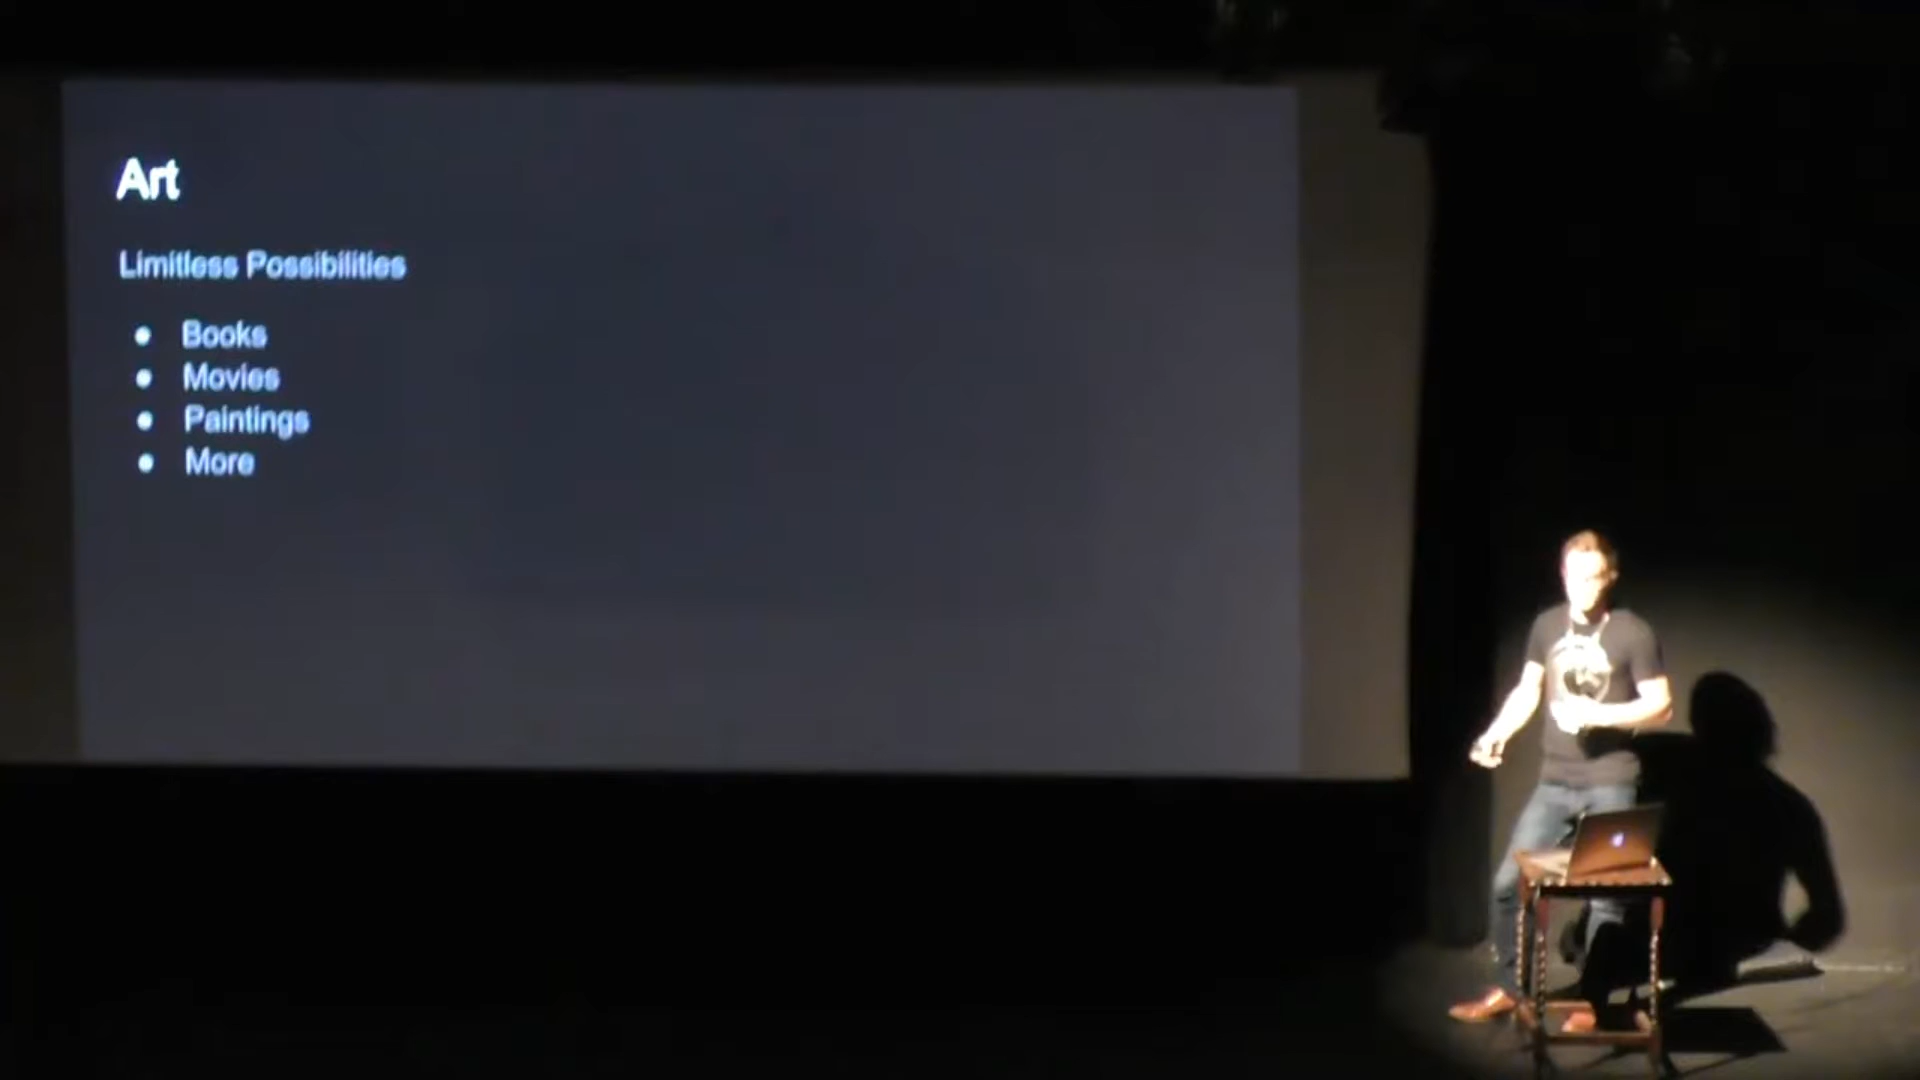 Art
Limitless Possibilities
● Books
● Movies
● Paintings
● More